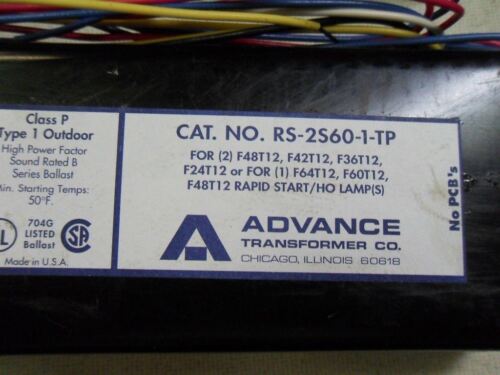 Class P
Type 1 Outdoor
High Power Factor
Sound Rated B
Series Ballast
Min. Starting Temps:
50°F.
704G
LISTED
Ballast
SA
Made in U.S.A.
CAT. NO. RS-2S60-1-TP
FOR (2) F48T12, F42T12, F36T12,
F24T12 or FOR (1) F64T12, F60T12,
F48T12 RAPID START/HO LAMP(S)
ADVANCE
TRANSFORMER CO.
CHICAGO, ILLINOIS 60618
No PCB's